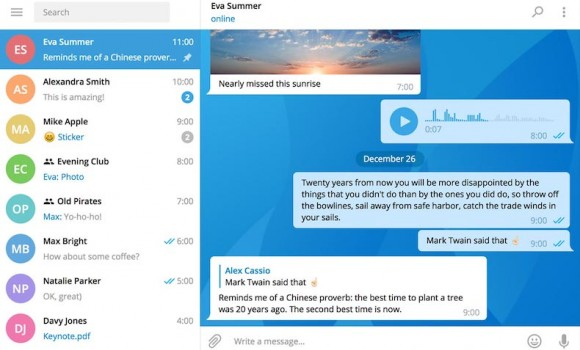 Search
ES
Eva Summer 11:00
Reminds me of a Chinese prover...
AS
Alexandra Smith 10:00
This is amazing! 2
MA
Mike Apple 9:00
😄 Sticker 2
EC
Evening Club 8:00
Eva: Photo
OP
Old Pirates 7:00
Max: Yo-ho-ho!
MB
Max Bright 6:00
How about some coffee?
NP
Natalie Parker 5:00
OK, great)
DJ
Davy Jones 4:00
Keynote.pdf
Eva Summer
online
Nearly missed this sunrise 7:00
0:07 8:00
December 26
Twenty years from now you will be more disappointed by the
things that you didn't do than by the ones you did do, so throw off
the bowlines, sail away from safe harbor, catch the trade winds in
your sails. 9:00
Mark Twain said that ☝🏻 9:00
Alex Cassio
Mark Twain said that ☝🏻
Reminds me of a Chinese proverb: the best time to plant a tree
was 20 years ago. The second best time is now. 9:00
Write a message...